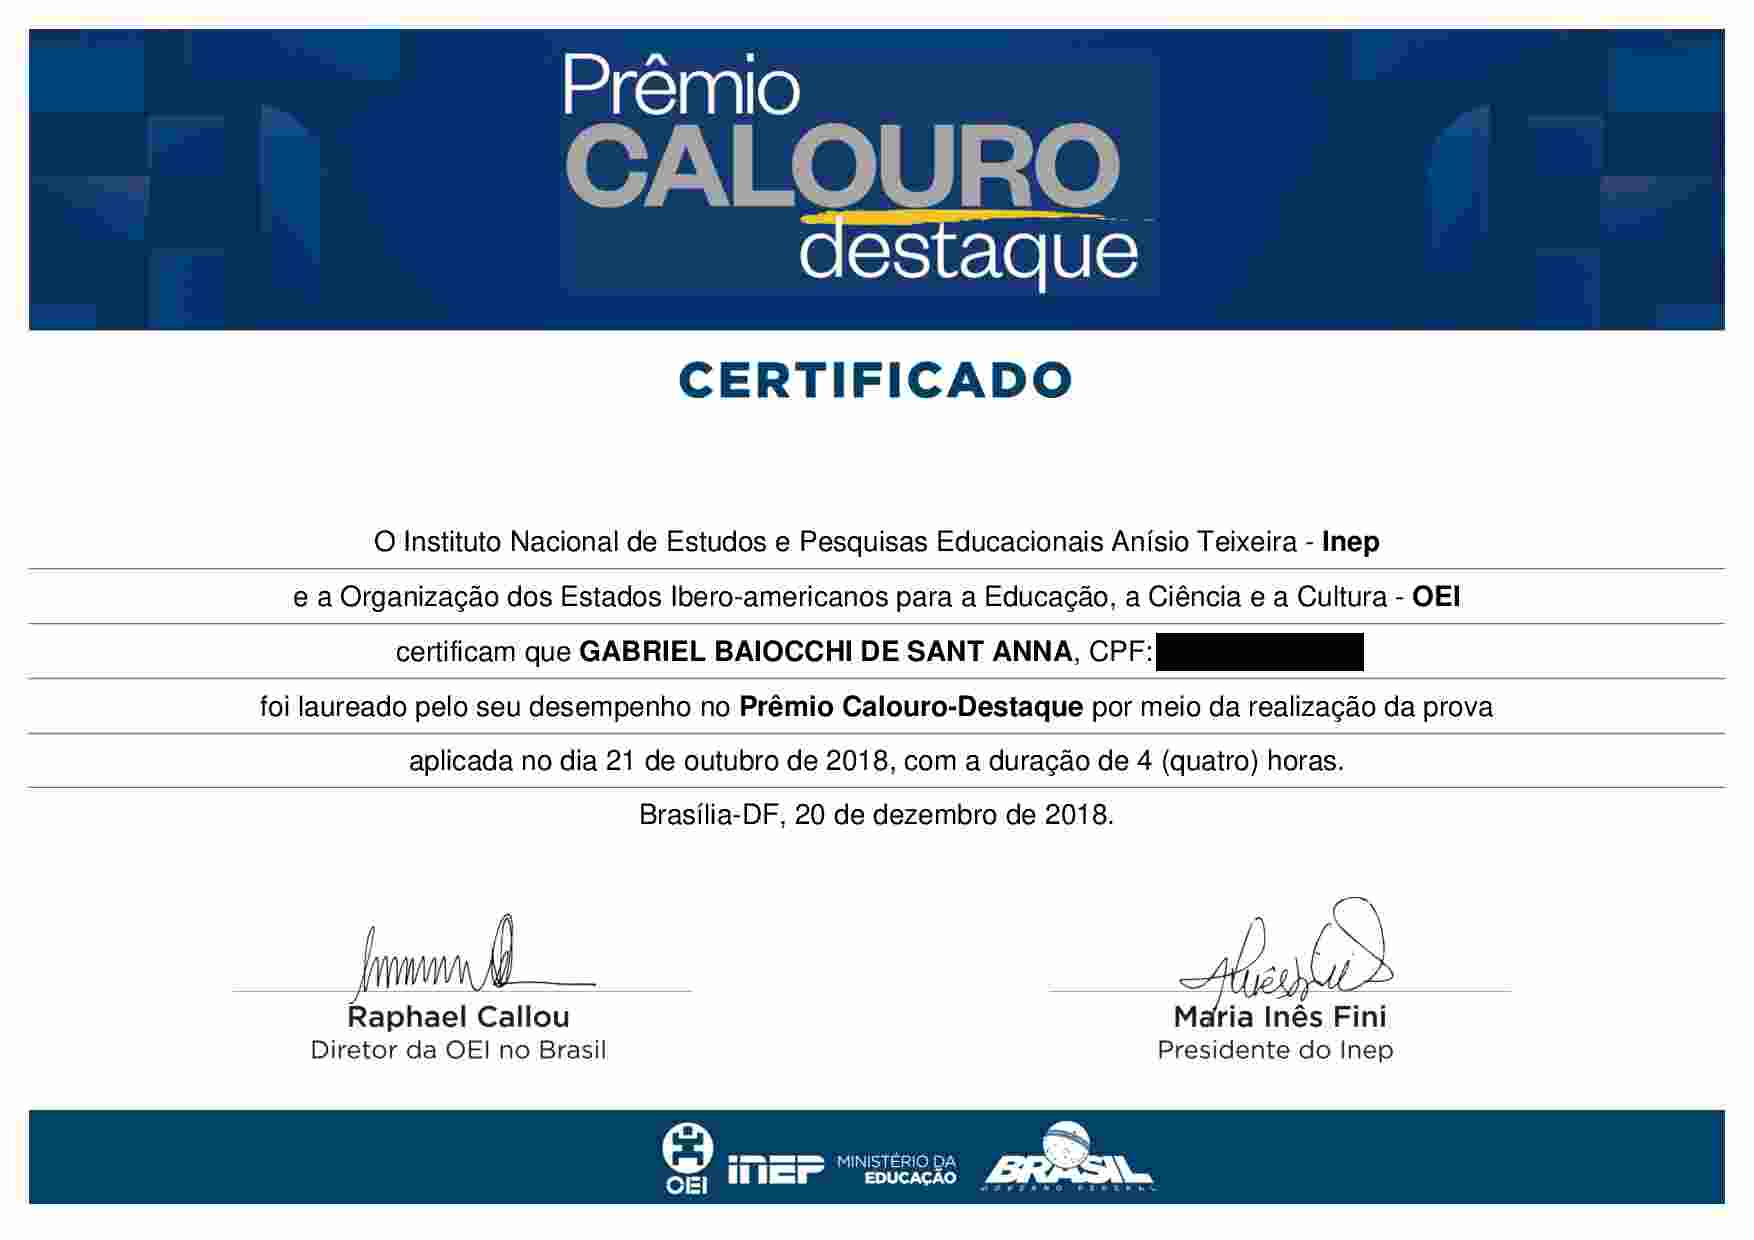 Prêmio
CALOURO
destaque
CERTIFICADO
O Instituto Nacional de Estudos e Pesquisas Educacionais Anísio Teixeira - Inep
e a Organização dos Estados Ibero-americanos para a Educação, a Ciência e a Cultura - OEI
certificam que GABRIEL BAIOCCHI DE SANT ANNA, CPF:
foi laureado pelo seu desempenho no Prêmio Calouro-Destaque por meio da realização da prova
aplicada no dia 21 de outubro de 2018, com a duração de 4 (quatro) horas.
Brasília-DF, 20 de dezembro de 2018.
Raphael Callou
Diretor da OEI no Brasil
Maria Inês Fini
Presidente do Inep
OEI
INEP
MINISTÉRIO DA
EDUCAÇÃO
BRASIL
GOVERNO FEDERAL